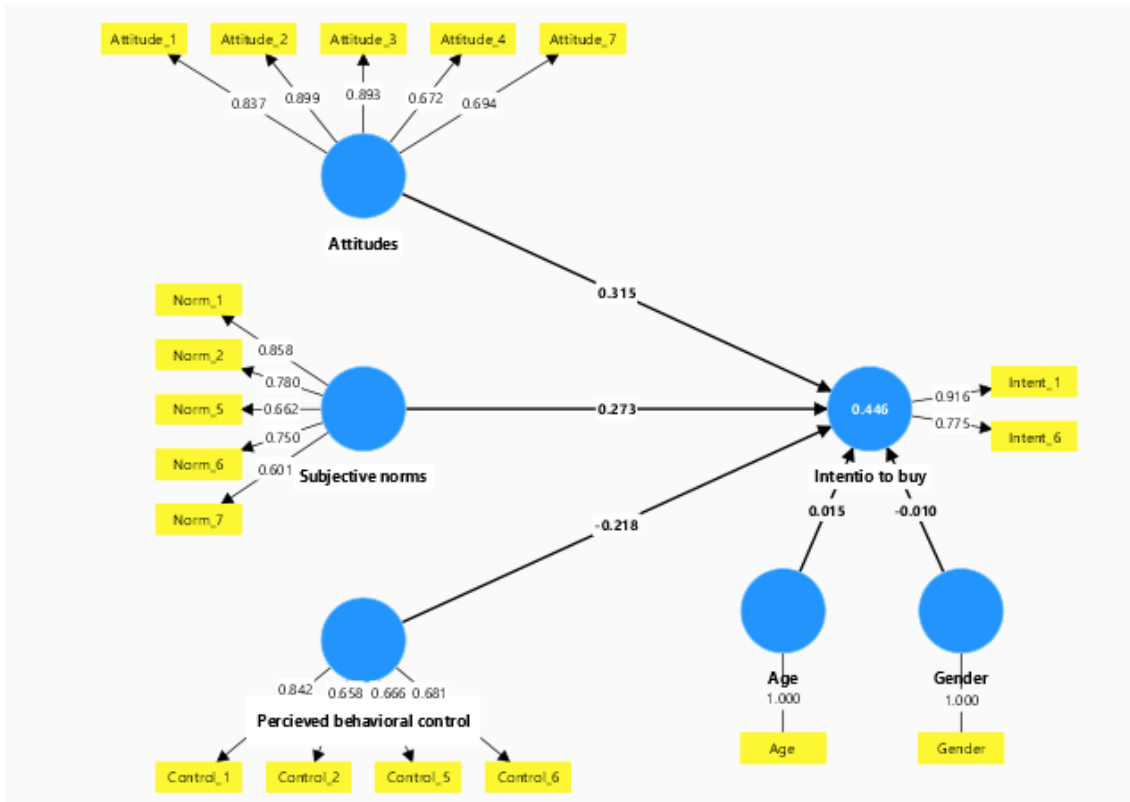 Attitude_1
Attitude_2
Attitude_3
Attitude_4
Attitude_7
0.837
0.899
0.893
0.672
0.694
Attitudes
0.315
Norm_1
Norm_2
Norm_5
Norm_6
Norm_7
0.858
0.780
0.662
0.750
0.601
Subjective norms
0.273
0.446
0.916
0.775
Intent_1
Intent_6
Intentio to buy
-0.218
0.015
-0.010
0.842
0.658
0.666
0.681
Percieved behavioral control
Control_1
Control_2
Control_5
Control_6
Age
1.000
Age
Gender
1.000
Gender